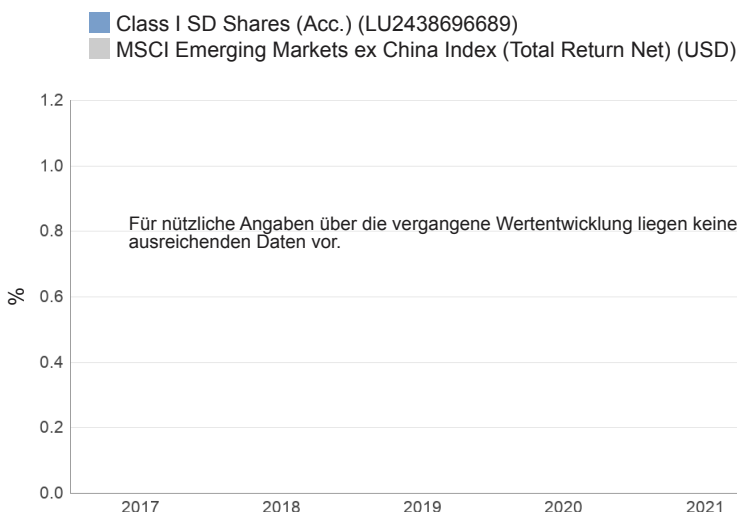 Class I SD Shares (Acc.) (LU2438696689)
MSCI Emerging Markets ex China Index (Total Return Net) (USD)
1.2
1.0
Für nützliche Angaben über die vergangene Wertentwicklung liegen keine
0.8
ausreichenden Daten vor.
%
0.6
0.4
0.2
0.0
2017 2018 2019 2020 2021